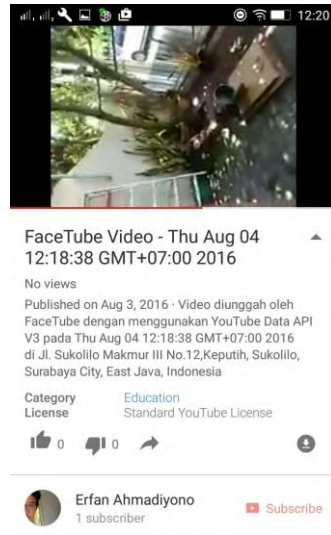 12:20
FaceTube Video - Thu Aug 04
12:18:38 GMT+07:00 2016
No views
Published on Aug 3, 2016 · Video diunggah oleh
FaceTube dengan menggunakan YouTube Data API
V3 pada Thu Aug 04 12:18:38 GMT+07:00 2016
di Jl. Sukolilo Makmur III No.12,Keputih, Sukolilo,
Surabaya City, East Java, Indonesia
Category Education
License Standard YouTube License
0 0
Erfan Ahmadiyono Subscribe
1 subscriber